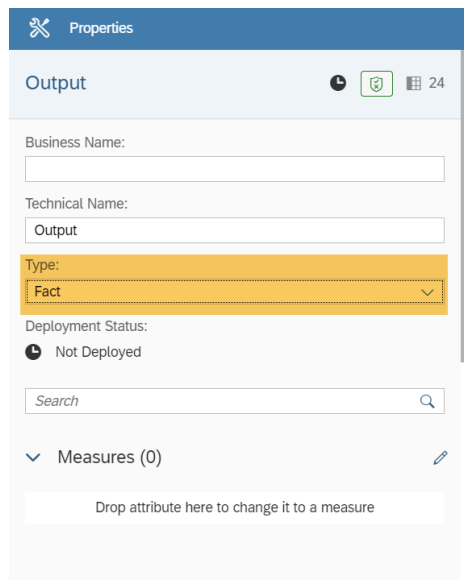 Properties
Output
24
Business Name:
Technical Name:
Output
Type:
Fact
Deployment Status:
Not Deployed
Search
Measures (0)
Drop attribute here to change it to a measure